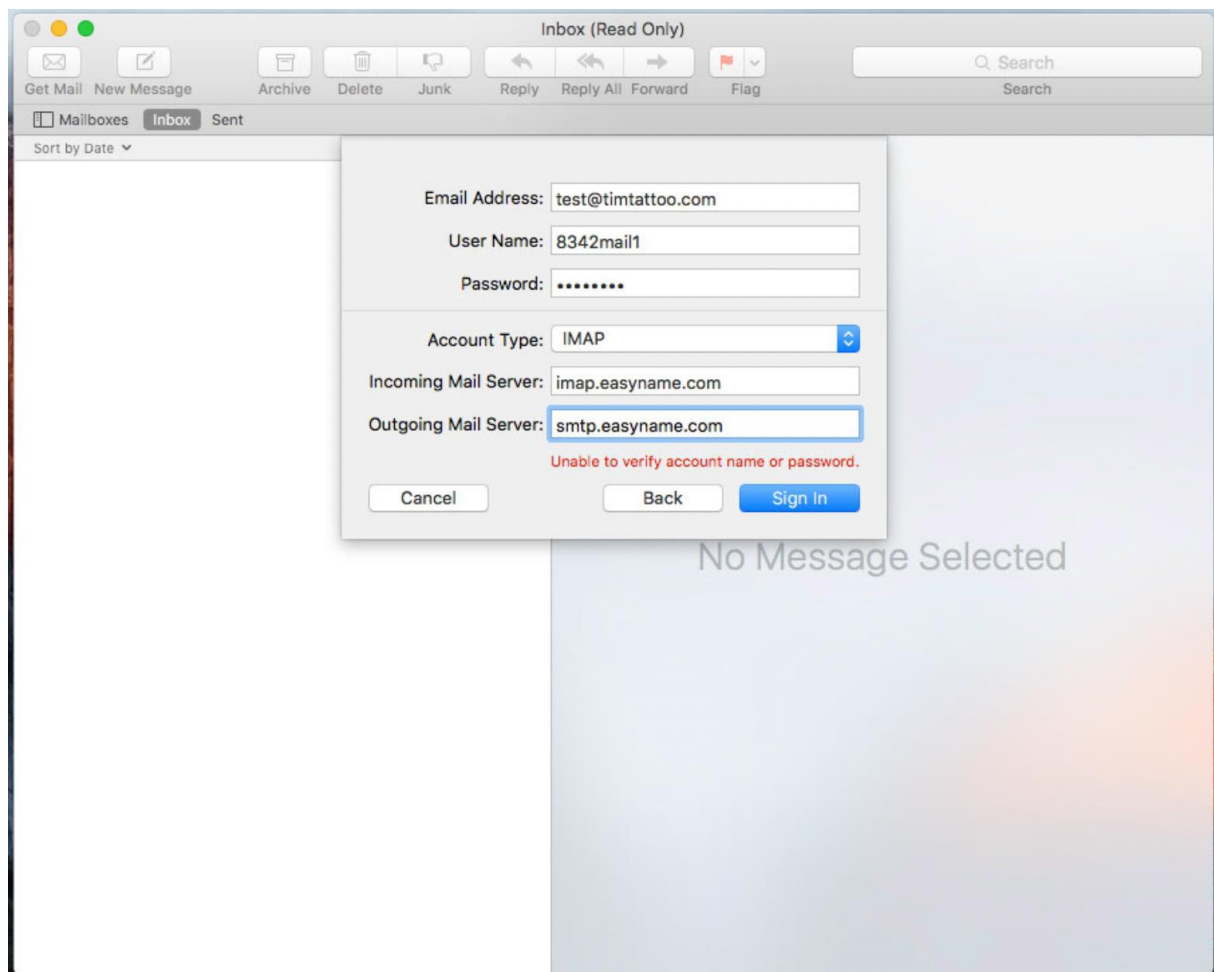 Inbox (Read Only)
Search
Get Mail New Message Archive Delete Junk Reply Reply All Forward Flag Search
Mailboxes Inbox Sent
Sort by Date
Email Address: test@timtattoo.com
User Name: 8342mail1
Password: ••••••••
Account Type: IMAP
Incoming Mail Server: imap.easyname.com
Outgoing Mail Server: smtp.easyname.com
Unable to verify account name or password.
Cancel Back Sign In
No Message Selected